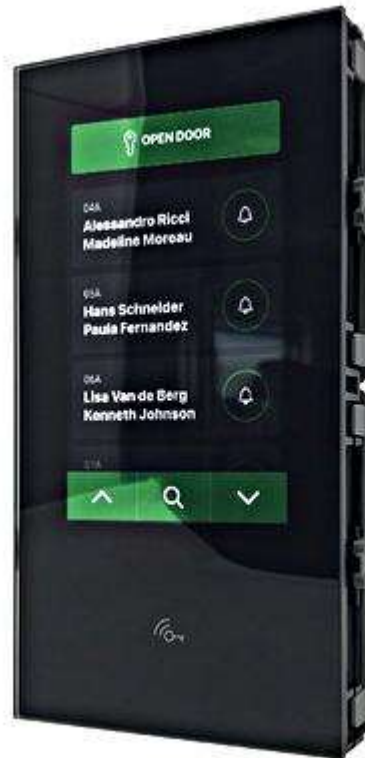 OPEN DOOR
04A
Alessandro Ricci
Madeline Moreau
05A
Hans Schneider
Paula Fernandez
06A
Lisa Van de Berg
Kenneth Johnson
07A